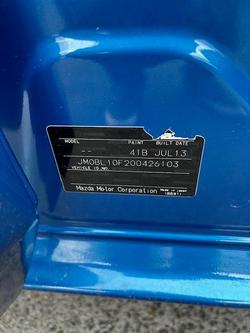 MODEL PAINT BUILT DATE
-- 41B JUL13
JM0BL10F200426103
VEHICLE ID.NO.
Mazda Motor Corporation MADE IN JAPAN